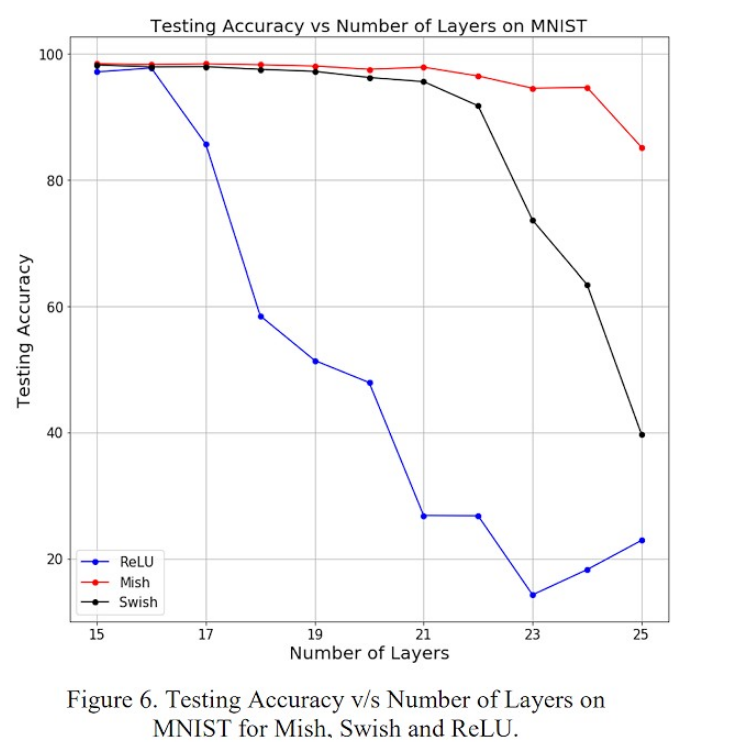 Testing Accuracy vs Number of Layers on MNIST
100
80
60
40
20
Testing Accuracy
ReLU
Mish
Swish
15 17 19 21 23 25
Number of Layers
Figure 6. Testing Accuracy v/s Number of Layers on
MNIST for Mish, Swish and ReLU.